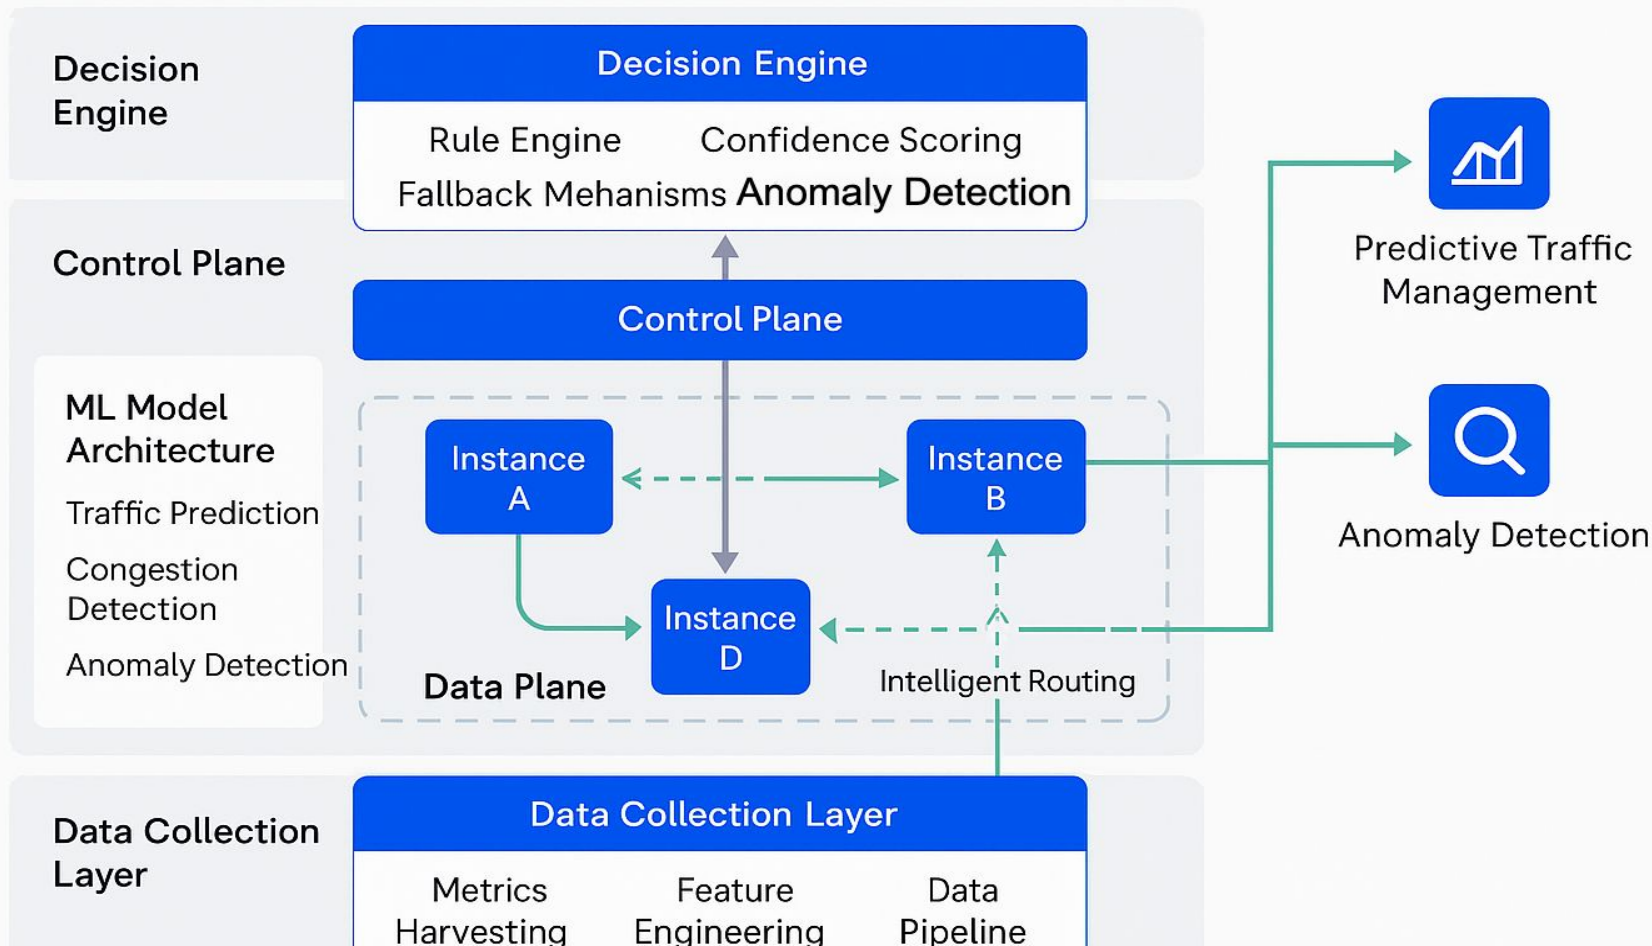 Decision
Engine
Decision Engine
Rule Engine Confidence Scoring
Fallback Mehanisms Anomaly Detection
Control Plane
Control Plane
ML Model
Architecture
Traffic Prediction
Congestion
Detection
Anomaly Detection
Instance
A
Instance
B
Instance
D
Data Plane
Intelligent Routing
Predictive Traffic
Management
Anomaly Detection
Data Collection
Layer
Data Collection Layer
Metrics
Harvesting
Feature
Engineering
Data
Pipeline